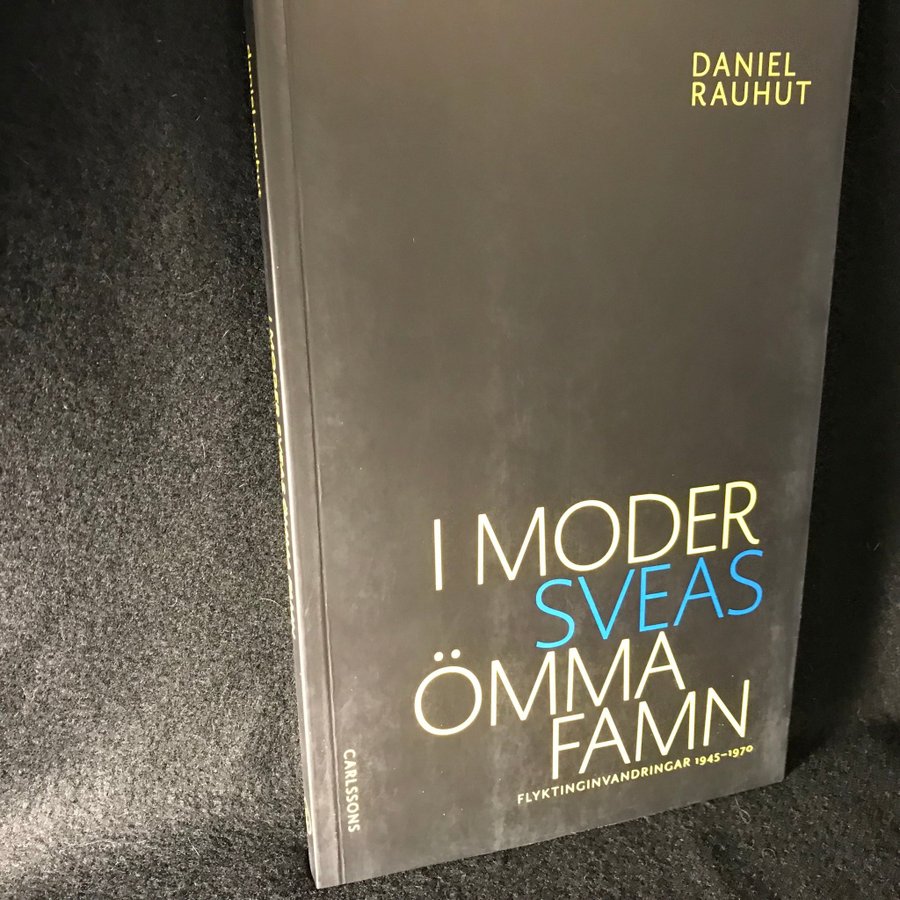 DANIEL
RAUHUT
I MODER
SVEAS
ÖMMA
FAMN
FLYKTINGINVANDRINGAR 1945–1970
CARLSSONS